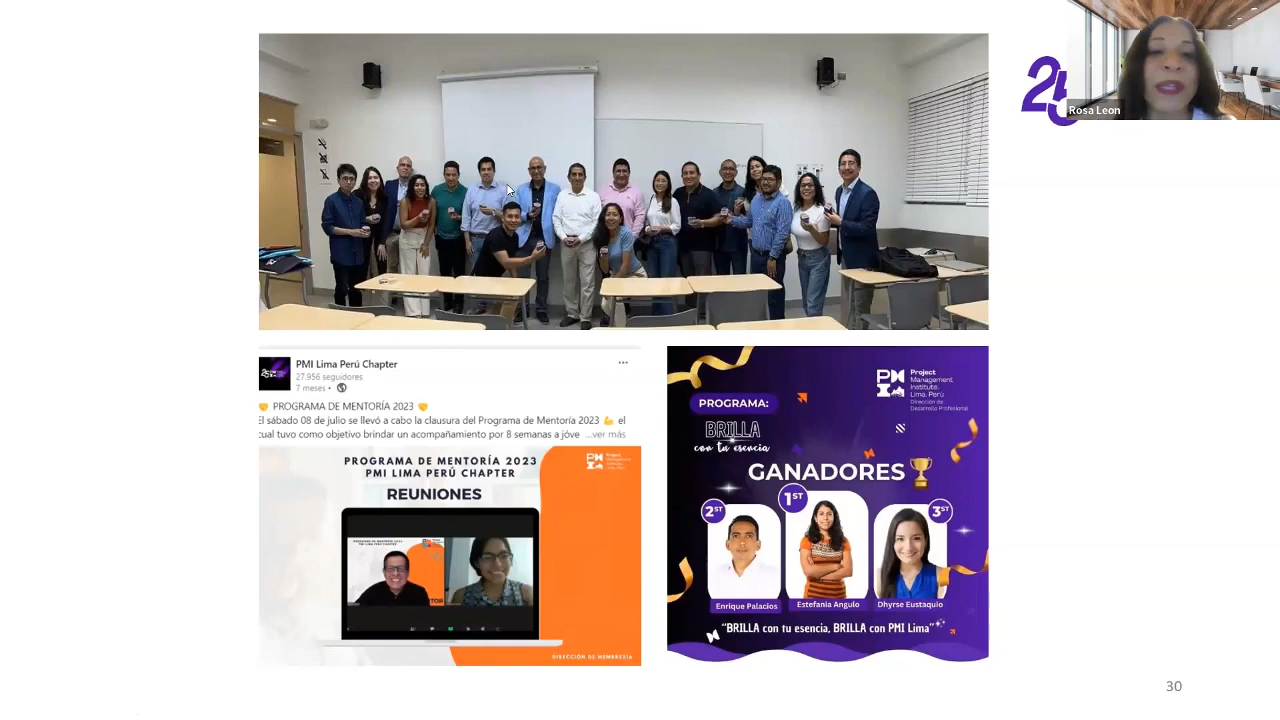 25
Rosa Leon
PMI Lima Perú Chapter
27.956 seguidores
7 meses •
PROGRAMA DE MENTORÍA 2023
El sábado 08 de julio se llevó a cabo la clausura del Programa de Mentoría 2023 el
cual tuvo como objetivo brindar un acompañamiento por 8 semanas a jóve ...ver más
PROGRAMA DE MENTORÍA 2023
PMI LIMA PERÚ CHAPTER
REUNIONES
DIRECCIÓN DE MEMBRESÍA
Project
Management
Institute.
Lima, Perú
Dirección de
Desarrollo Profesional
PROGRAMA:
BRILLA
con tu esencia
GANADORES
2ST
1ST
3ST
Enrique Palacios
Estefania Angulo
Dhyrse Eustaquio
"BRILLA con tu esencia, BRILLA con PMI Lima"
30